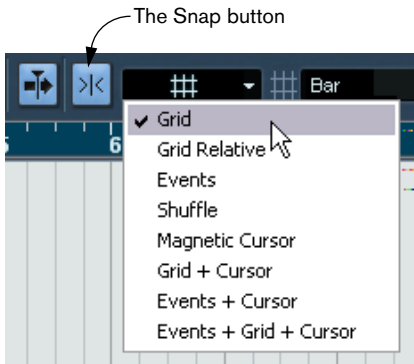 The Snap button
Bar
6
Grid
Grid Relative
Events
Shuffle
Magnetic Cursor
Grid + Cursor
Events + Cursor
Events + Grid + Cursor